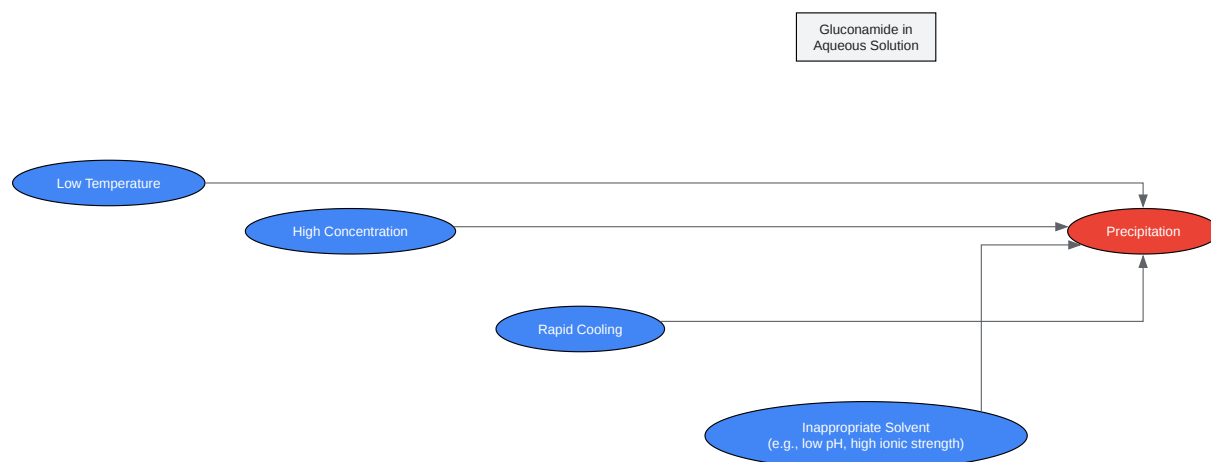 Gluconamide in
Aqueous Solution
Low Temperature
High Concentration
Precipitation
Rapid Cooling
Inappropriate Solvent
(e.g., low pH, high ionic strength)